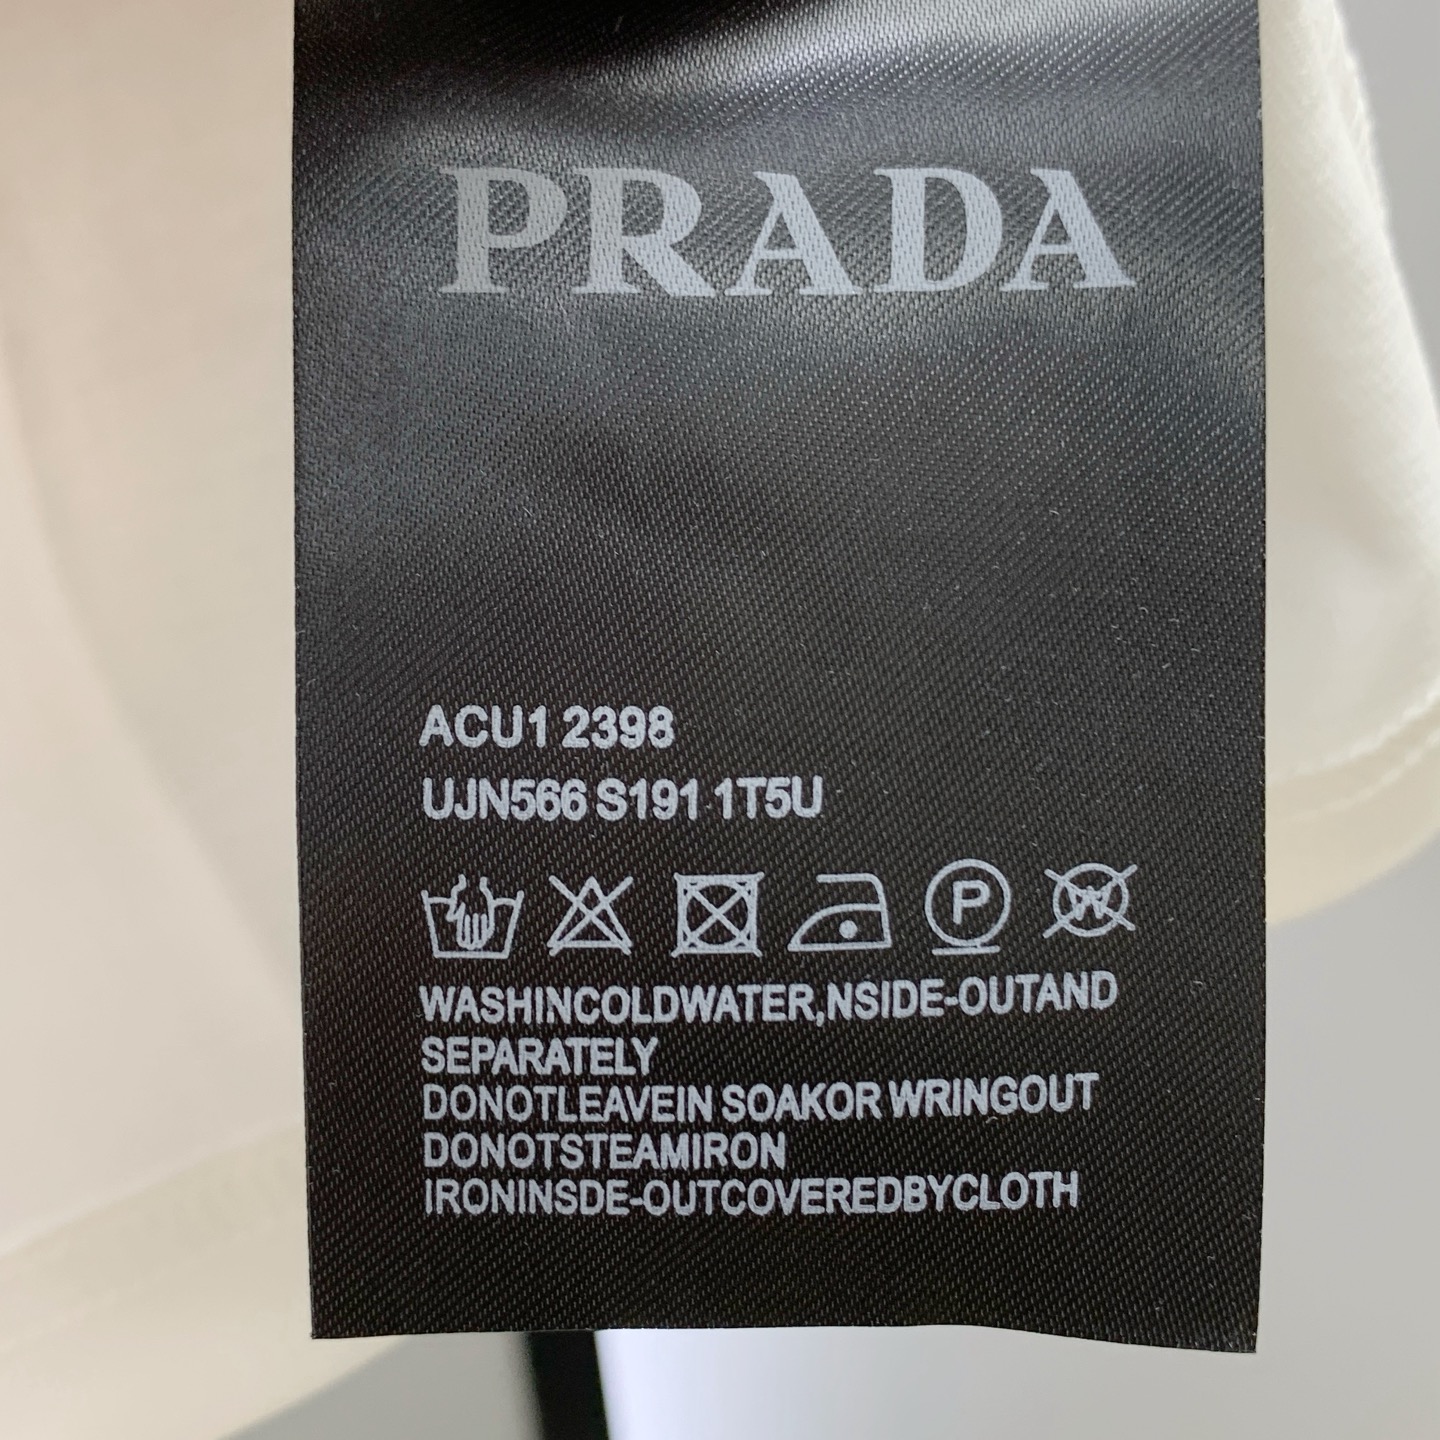 PRADA
ACU1 2398
UJN566 S191 1T5U
P W
WASHINCOLDWATER,NSIDE-OUTAND
SEPARATELY
DONOTLEAVEIN SOAKOR WRINGOUT
DONOTSTEAMIRON
IRONINSDE-OUTCOVEREDBYCLOTH